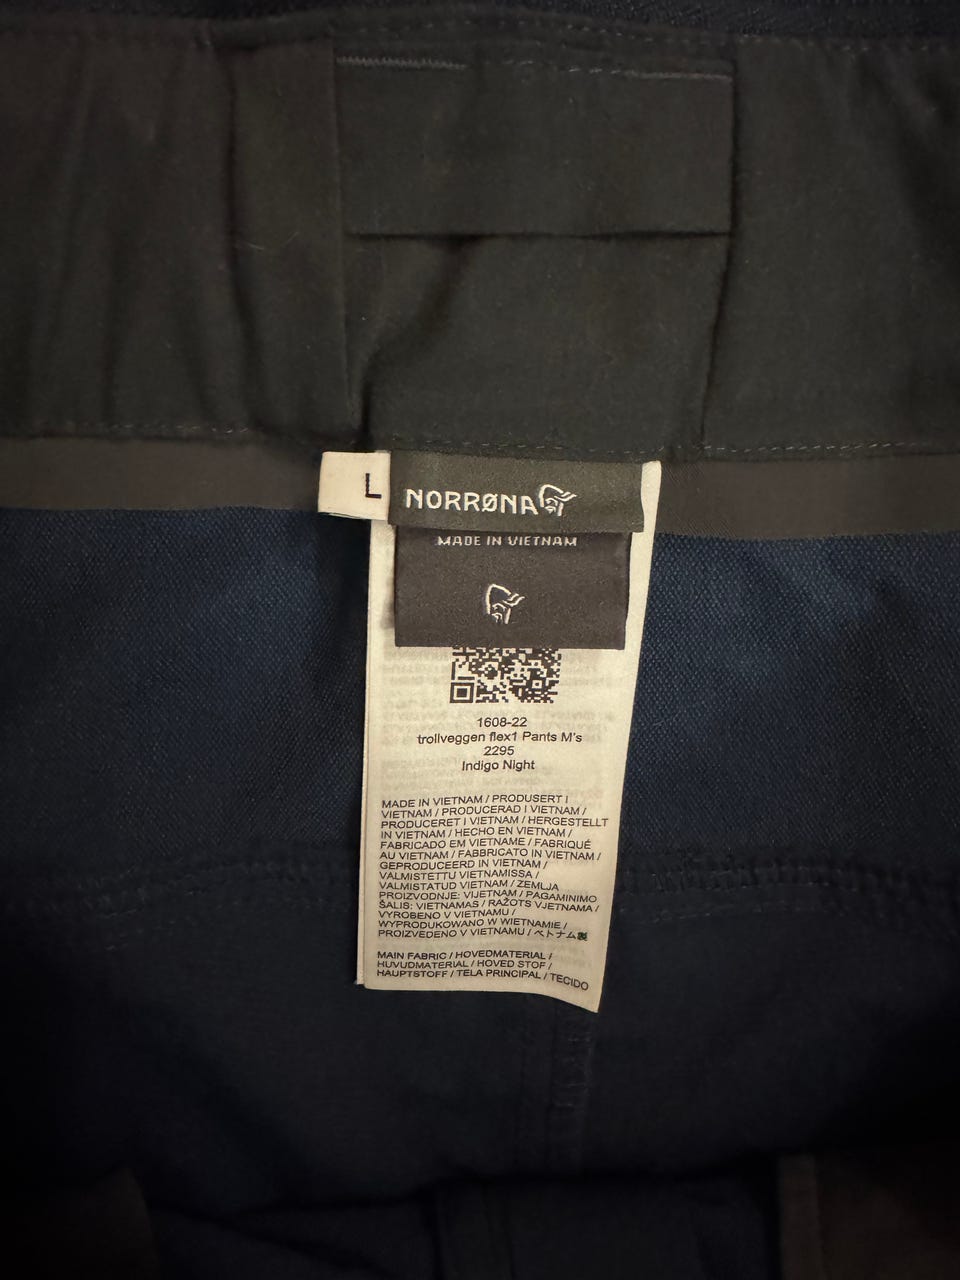 L
NORRØNA
MADE IN VIETNAM
1608-22
trollveggen flex1 Pants M's
2295
Indigo Night
MADE IN VIETNAM / PRODUSERT I
VIETNAM / PRODUCERAD I VIETNAM /
PRODUCERET I VIETNAM / HERGESTELLT
IN VIETNAM / HECHO EN VIETNAM /
FABRICADO EM VIETNAME / FABRIQUÉ
AU VIETNAM / FABBRICATO IN VIETNAM /
GEPRODUCEERD IN VIETNAM /
VALMISTETTU VIETNAMISSA /
VALMISTATUD VIETNAM / ZEMLJA
PROIZVODNJE: VIJETNAM / PAGAMINIMO
ŠALIS: VIETNAMAS / RAŽOTS VJETNAMA /
VYROBENO V VIETNAMU /
WYPRODUKOWANO W WIETNAMIE /
PROIZVEDENO V VIETNAMU / ベトナム製
MAIN FABRIC / HOVEDMATERIAL /
HUVUDMATERIAL / HOVED STOF /
HAUPTSTOFF / TELA PRINCIPAL / TECIDO